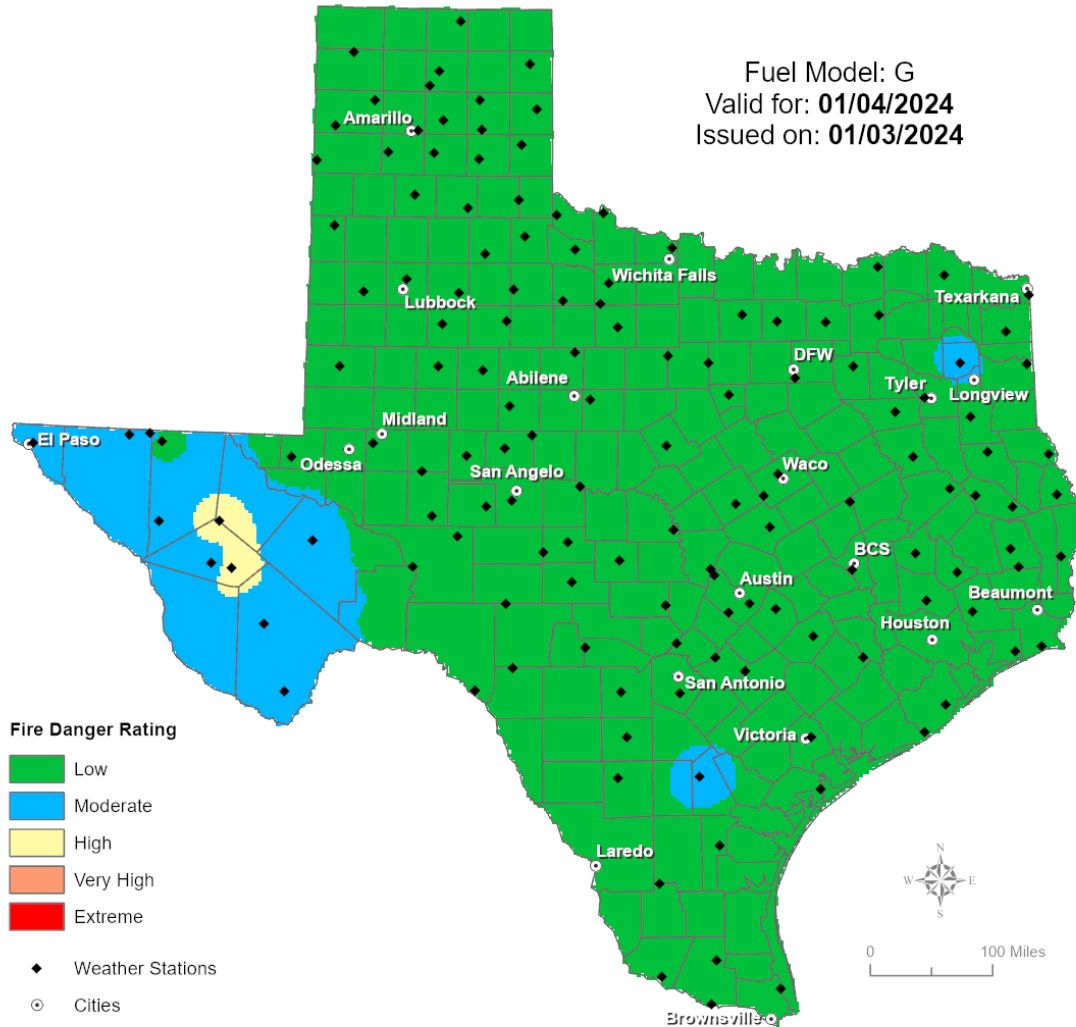 Fuel Model: G
Valid for: 01/04/2024
Issued on: 01/03/2024
Amarillo
Wichita Falls
Lubbock
Texarkana
DFW
Abilene
Tyler
Longview
Midland
El Paso
Odessa
San Angelo
Waco
BCS
Austin
Beaumont
Houston
San Antonio
Victoria
Laredo
Brownsville
Fire Danger Rating
Low
Moderate
High
Very High
Extreme
Weather Stations
Cities
N
W E
S
0 100 Miles